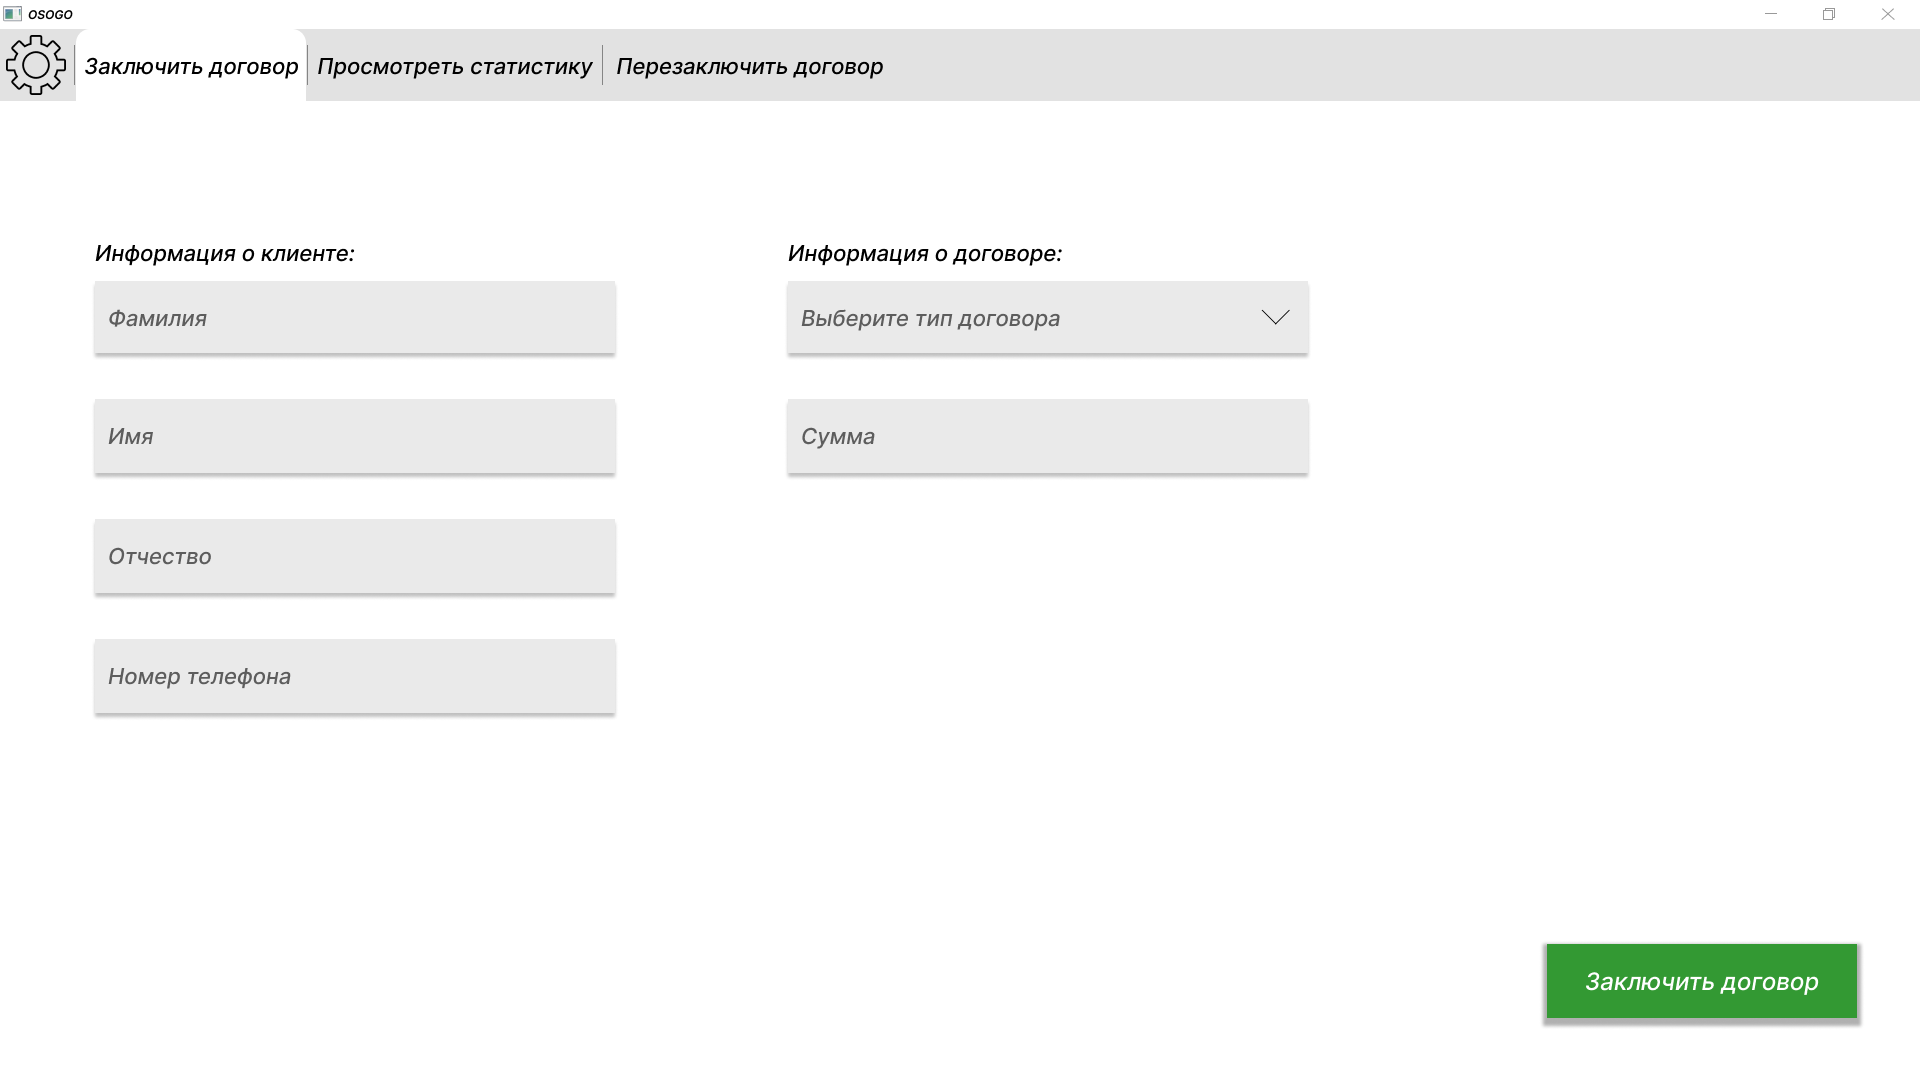 OSOGO
Заключить договор
Просмотреть статистику
Перезаключить договор
Информация о клиенте:
Фамилия
Имя
Отчество
Номер телефона
Информация о договоре:
Выберите тип договора
Сумма
Заключить договор